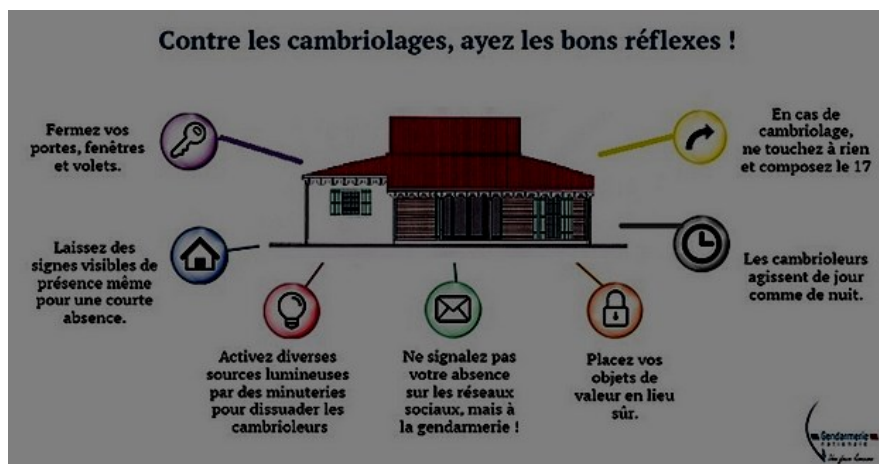 Contre les cambriolages, ayez les bons réflexes !
Fermez vos
portes, fenêtres
et volets.
En cas de
cambriolage,
ne touchez à rien
et composez le 17
Laissez des
signes visibles de
présence même
pour une courte
absence.
Les cambrioleurs
agissent de jour
comme de nuit.
Activez diverses
sources lumineuses
par des minuteries
pour dissuader les
cambrioleurs
Ne signalez pas
votre absence
sur les réseaux
sociaux, mais à
la gendarmerie !
Placez vos
objets de
valeur en lieu
sûr.
Gendarmerie
nationale